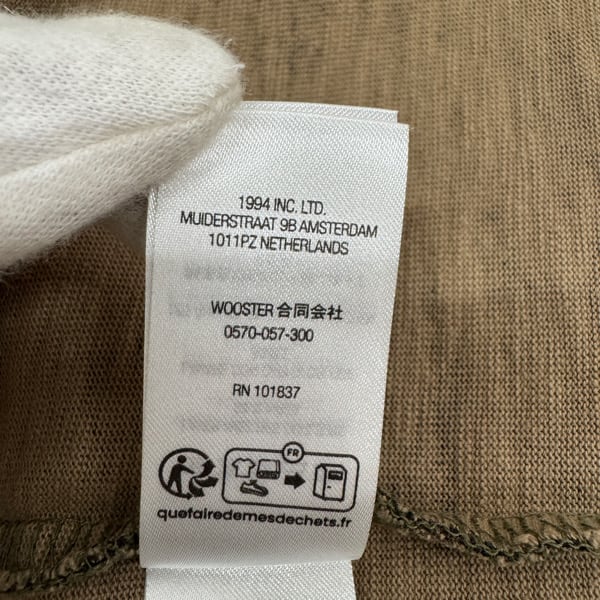 1994 INC. LTD.
MUIDERSTRAAT 9B AMSTERDAM
1011PZ NETHERLANDS
WOOSTER 合同会社
0570-057-300
RN 101837
FR
quefairedemesdechets.fr